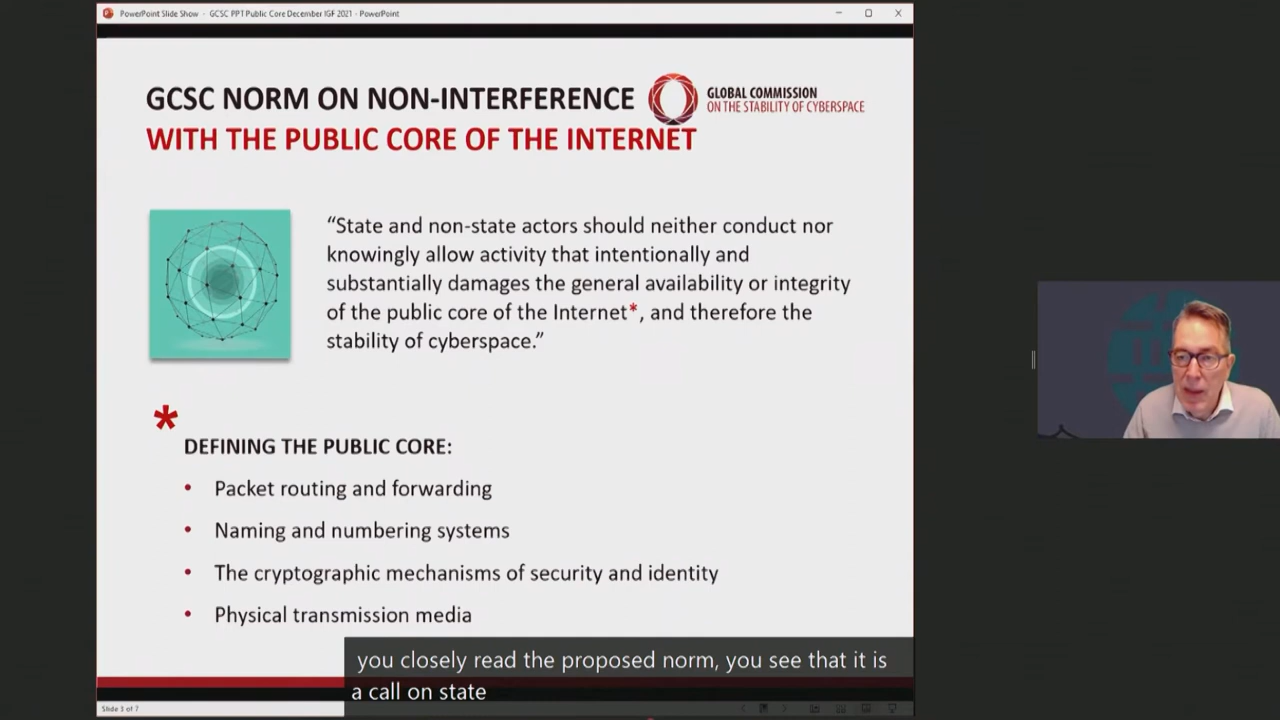 PowerPoint Slide Show - GCSC PPT Public Core December IGF 2021 - PowerPoint
GCSC NORM ON NON-INTERFERENCE
WITH THE PUBLIC CORE OF THE INTERNET
GLOBAL COMMISSION
ON THE STABILITY OF CYBERSPACE
“State and non-state actors should neither conduct nor
knowingly allow activity that intentionally and
substantially damages the general availability or integrity
of the public core of the Internet*, and therefore the
stability of cyberspace.”
*
DEFINING THE PUBLIC CORE:
• Packet routing and forwarding
• Naming and numbering systems
• The cryptographic mechanisms of security and identity
• Physical transmission media
you closely read the proposed norm, you see that it is
a call on state
Slide 3 of 7